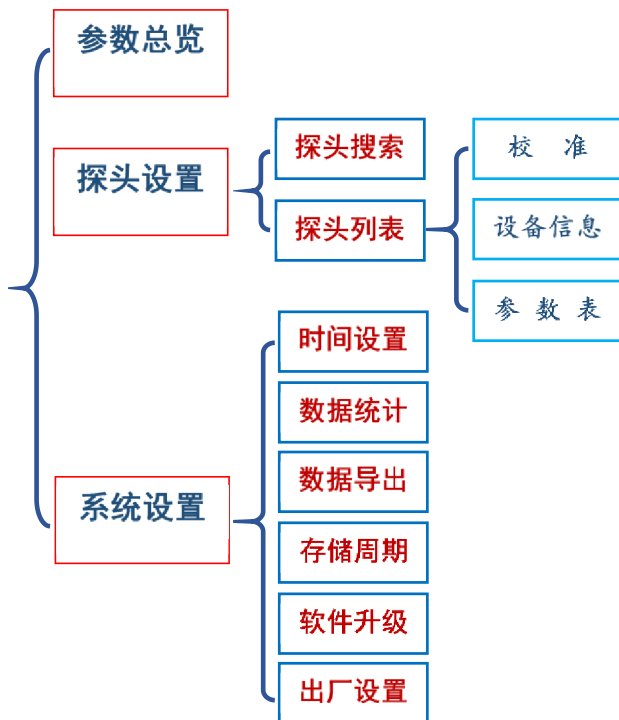 参数总览
探头设置
探头搜索
探头列表
校 准
设备信息
参 数 表
系统设置
时间设置
数据统计
数据导出
存储周期
软件升级
出厂设置